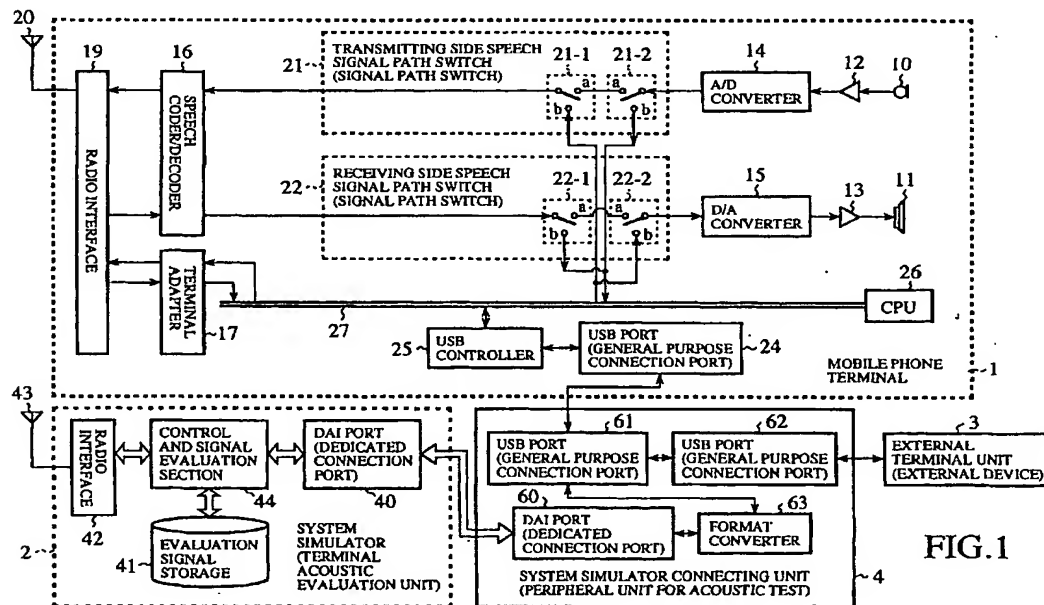 20
19
16
TRANSMITTING SIDE SPEECH
SIGNAL PATH SWITCH
(SIGNAL PATH SWITCH)
21
21-1
21-2
a
a
b
b
14
A/D
CONVERTER
12
10
RADIO INTERFACE
SPEECH
CODER/DECODER
RECEIVING SIDE SPEECH
SIGNAL PATH SWITCH
(SIGNAL PATH SWITCH)
22
22-1
22-2
a
a
b
b
15
D/A
CONVERTER
13
11
TERMINAL
ADAPTER
17
27
26
CPU
25
USB
CONTROLLER
USB PORT
(GENERAL PURPOSE
CONNECTION PORT)
24
MOBILE PHONE
TERMINAL
1
43
RADIO
INTERFACE
42
CONTROL
AND SIGNAL
EVALUATION
SECTION
44
DAI PORT
(DEDICATED
CONNECTION
PORT)
40
61
USB PORT
(GENERAL PURPOSE
CONNECTION PORT)
62
USB PORT
(GENERAL PURPOSE
CONNECTION PORT)
3
EXTERNAL
TERMINAL UNIT
(EXTERNAL DEVICE)
60
DAI PORT
(DEDICATED
CONNECTION PORT)
63
FORMAT
CONVERTER
2
41
EVALUATION
SIGNAL
STORAGE
SYSTEM
SIMULATOR
(TERMINAL
ACOUSTIC
EVALUATION UNIT)
SYSTEM SIMULATOR CONNECTING UNIT
(PERIPHERAL UNIT FOR ACOUSTIC TEST)
4
FIG.1